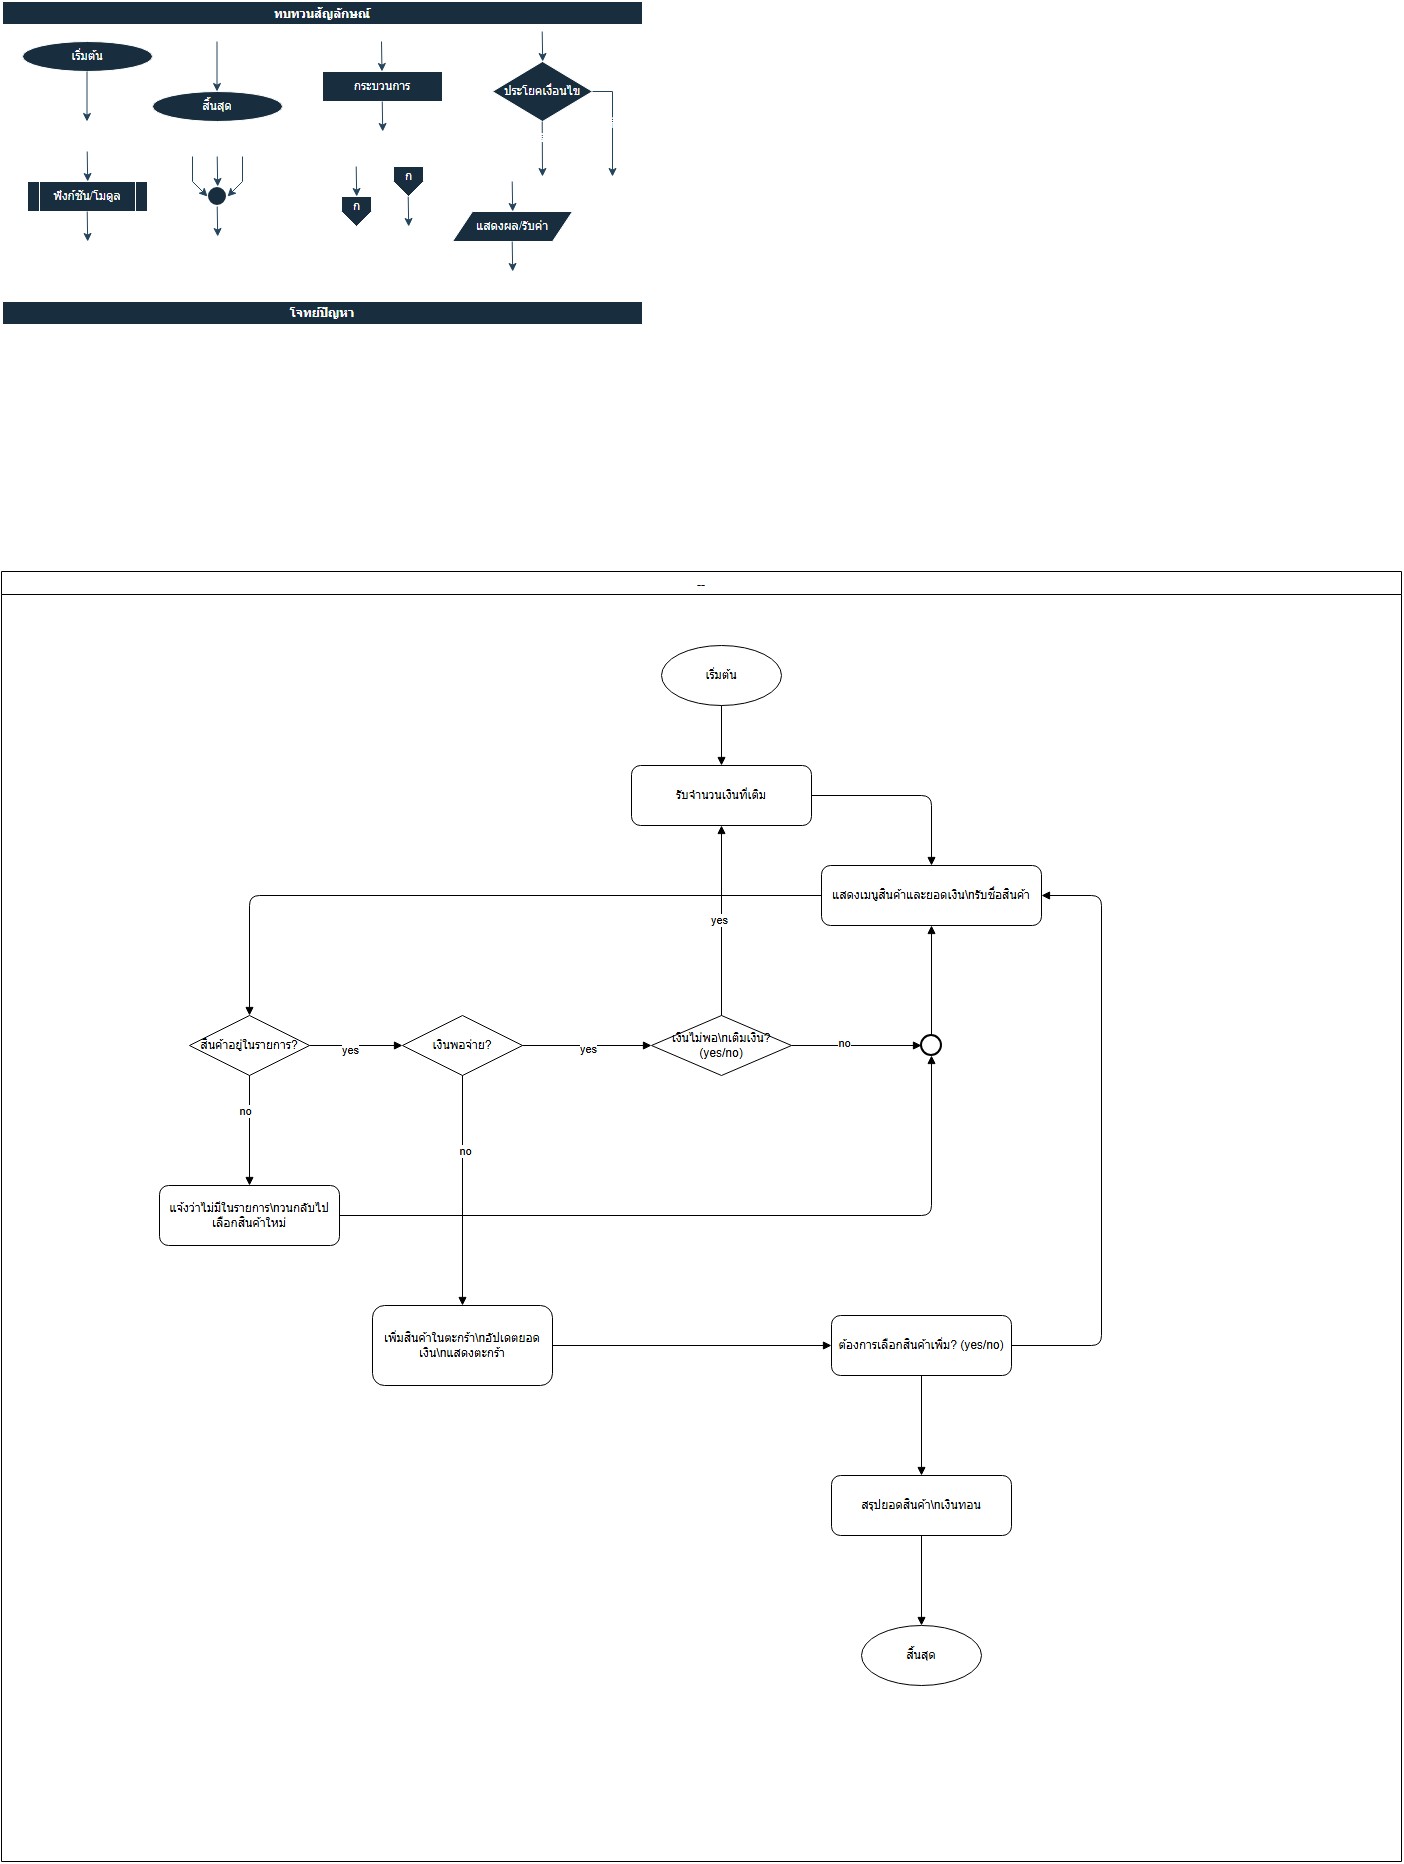 ทบทวนสัญลักษณ์
เริ่มต้น
สิ้นสุด
กระบวนการ
ประโยคเงื่อนไข
...
...
ฟังก์ชัน/โมดูล
ก
ก
แสดงผล/รับค่า
โจทย์ปัญหา
--
เริ่มต้น
รับจำนวนเงินที่เติม
แสดงเมนูสินค้าและยอดเงิน\nรับชื่อสินค้า
yes
สินค้าอยู่ในรายการ?
yes
เงินพอจ่าย?
yes
เงินไม่พอ\nเติมเงิน?
(yes/no)
no
no
no
แจ้งว่าไม่มีในรายการ\nวนกลับไป
เลือกสินค้าใหม่
เพิ่มสินค้าในตะกร้า\nอัปเดตยอด
เงิน\nแสดงตะกร้า
ต้องการเลือกสินค้าเพิ่ม? (yes/no)
สรุปยอดสินค้า\nเงินทอน
สิ้นสุด